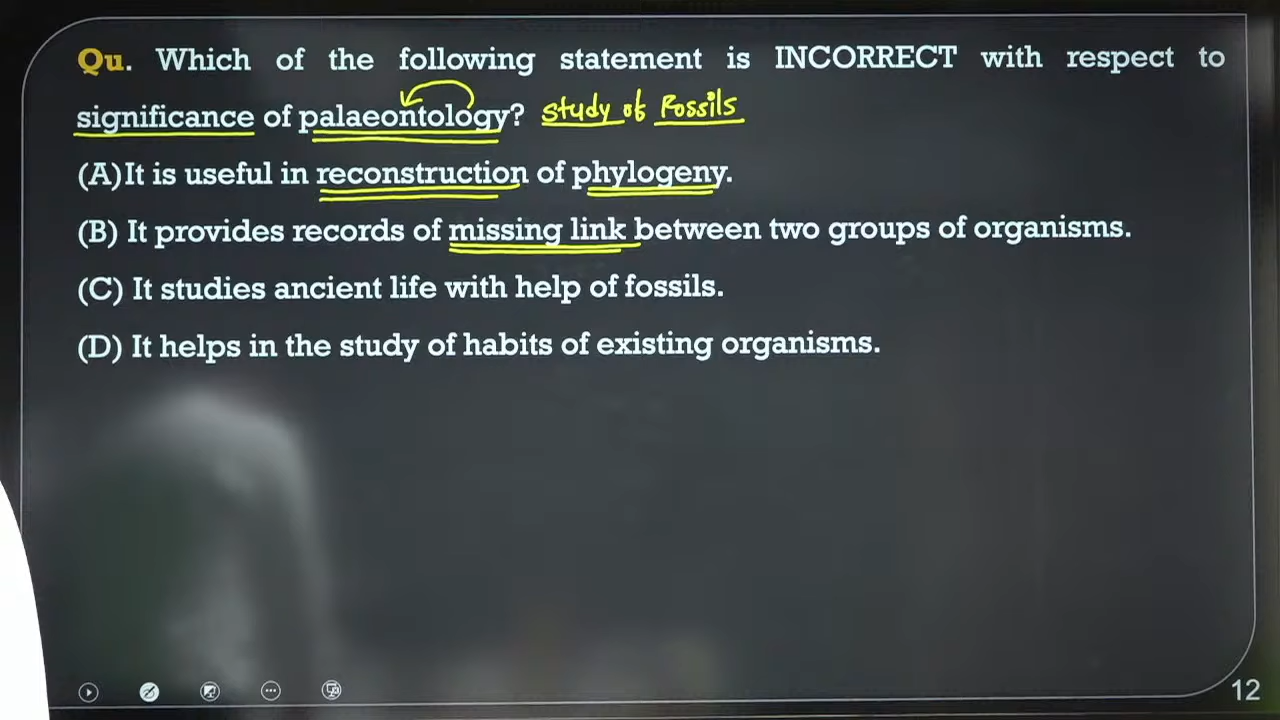 Qu. Which of the following statement is INCORRECT with respect to
significance of palaeontology? study of Fossils
(A)It is useful in reconstruction of phylogeny.
(B) It provides records of missing link between two groups of organisms.
(C) It studies ancient life with help of fossils.
(D) It helps in the study of habits of existing organisms.
12